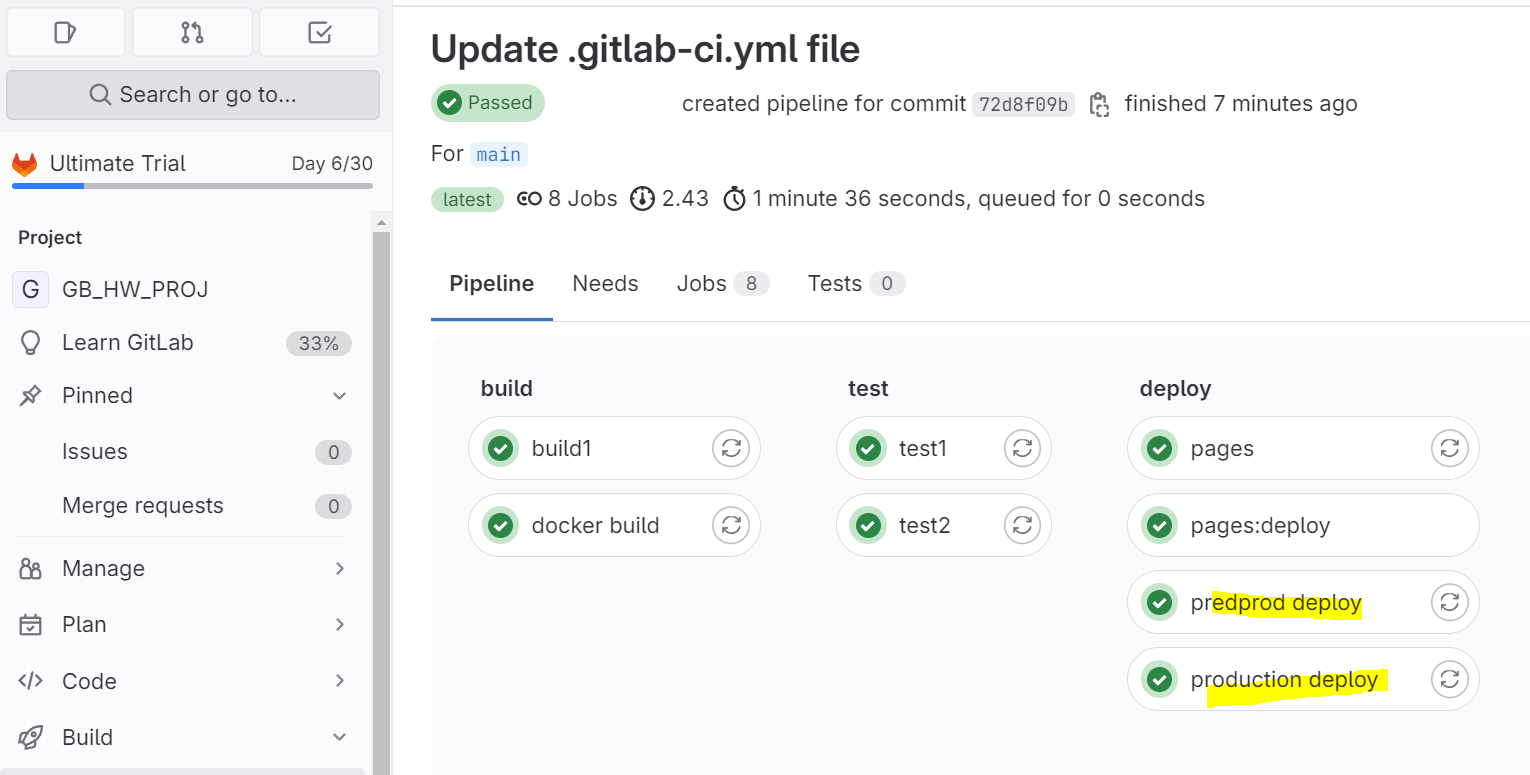 Search or go to...
Ultimate Trial Day 6/30
Project
G GB_HW_PROJ
Learn GitLab 33%
Pinned
Issues 0
Merge requests 0
Manage
Plan
Code
Build
Update .gitlab-ci.yml file
Passed created pipeline for commit 72d8f09b finished 7 minutes ago
For main
latest 8 Jobs 2.43 1 minute 36 seconds, queued for 0 seconds
Pipeline Needs Jobs 8 Tests 0
build test deploy
build1 test1 pages
docker build test2 pages:deploy
predprod deploy
production deploy